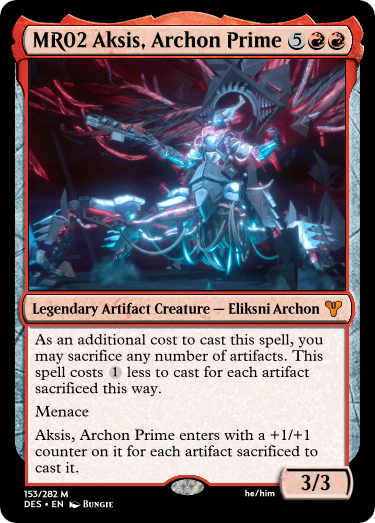 MR02 Aksis, Archon Prime 5
Legendary Artifact Creature — Eliksni Archon
As an additional cost to cast this spell, you
may sacrifice any number of artifacts. This
spell costs 1 less to cast for each artifact
sacrificed this way.
Menace
Aksis, Archon Prime enters with a +1/+1
counter on it for each artifact sacrificed to
cast it.
3/3
153/282 M
DES • EN Bungie
he/him